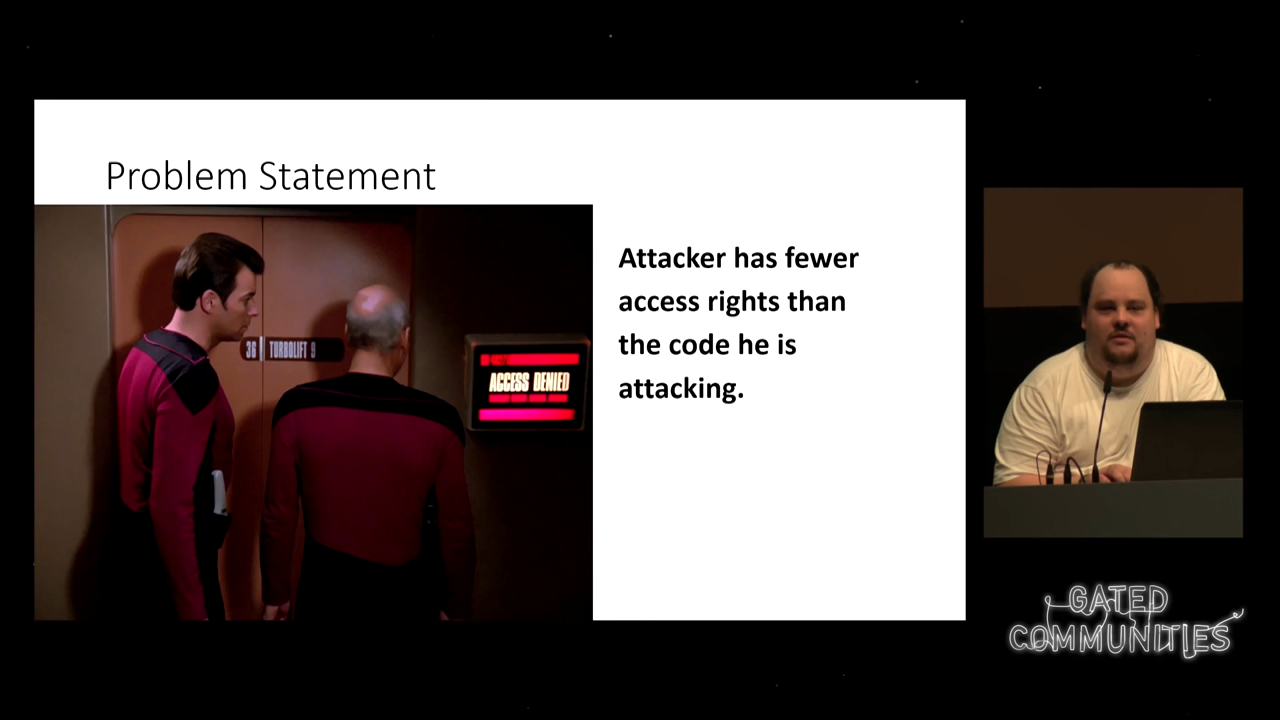 Problem Statement
36 TURBOLIFT 9
ACCESS DENIED
Attacker has fewer
access rights than
the code he is
attacking.
GATED
COMMUNITIES